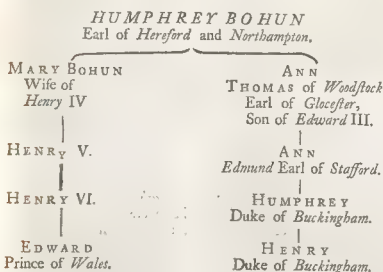 HUMPHREY BOHUN
Earl of Hereford and Northampton.
MARY BOHUN
Wife of
Henry IV
HENRY V.
HENRY VI.
EDWARD
Prince of Wales.
ANN
THOMAS of Woodſtock
Earl of Gloceſter,
Son of Edward III.
ANN
Edmund Earl of Stafford.
HUMPHREY
Duke of Buckingham.
HENRY
Duke of Buckingham.